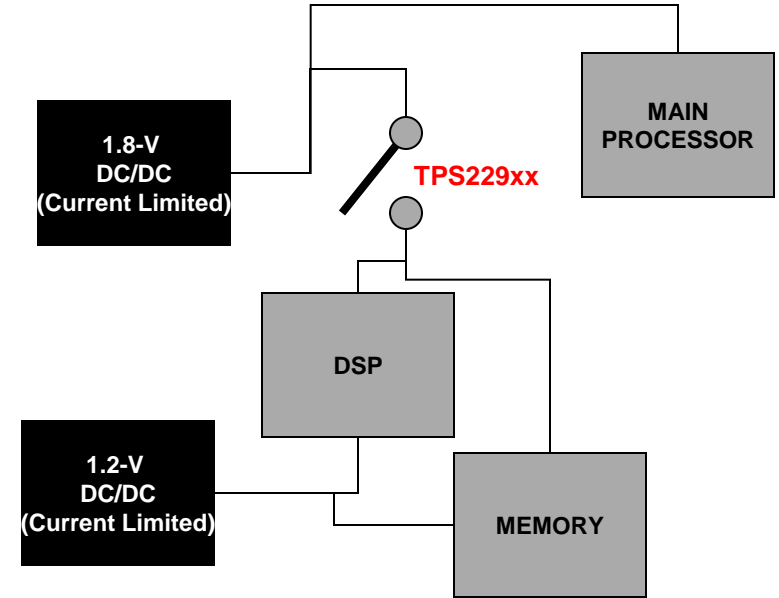 MAIN
PROCESSOR
1.8-V
DC/DC
(Current Limited)
TPS229xx
DSP
1.2-V
DC/DC
(Current Limited)
MEMORY